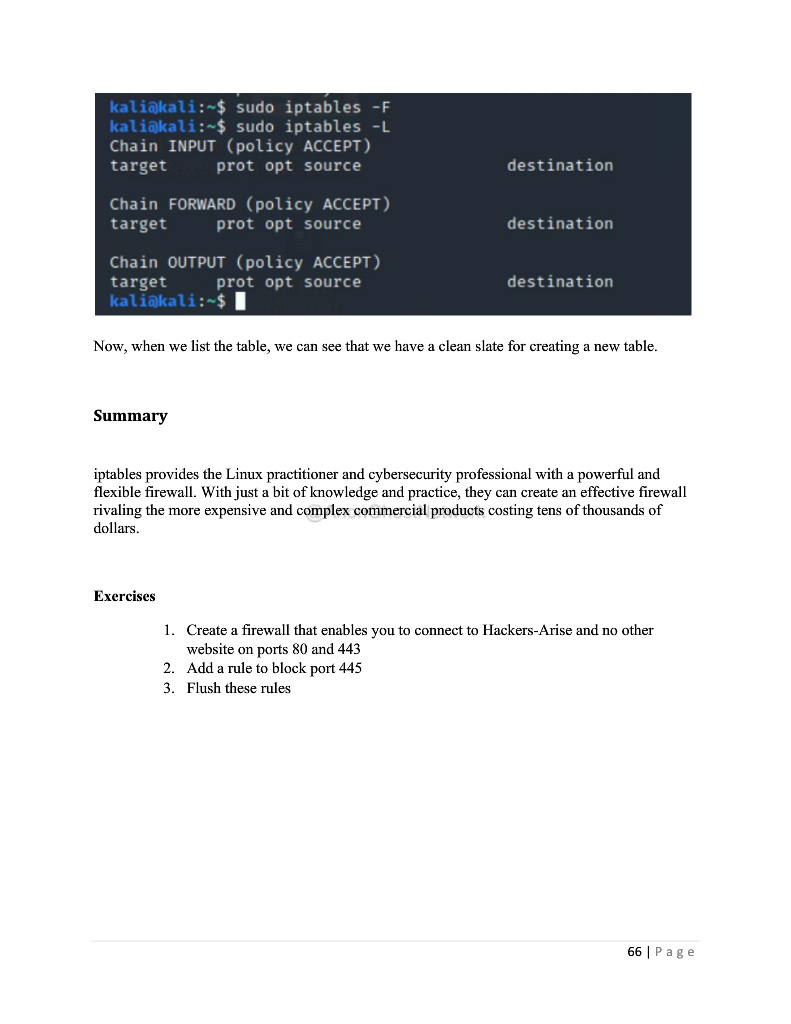 kali@kali:~$ sudo iptables -F
kali@kali:~$ sudo iptables -L
Chain INPUT (policy ACCEPT)
target prot opt source destination
Chain FORWARD (policy ACCEPT)
target prot opt source destination
Chain OUTPUT (policy ACCEPT)
target prot opt source destination
kali@kali:~$
Now, when we list the table, we can see that we have a clean slate for creating a new table.
Summary
iptables provides the Linux practitioner and cybersecurity professional with a powerful and
flexible firewall. With just a bit of knowledge and practice, they can create an effective firewall
rivaling the more expensive and complex commercial products costing tens of thousands of
dollars.
Exercises
1. Create a firewall that enables you to connect to Hackers-Arise and no other
website on ports 80 and 443
2. Add a rule to block port 445
3. Flush these rules
66 | Page